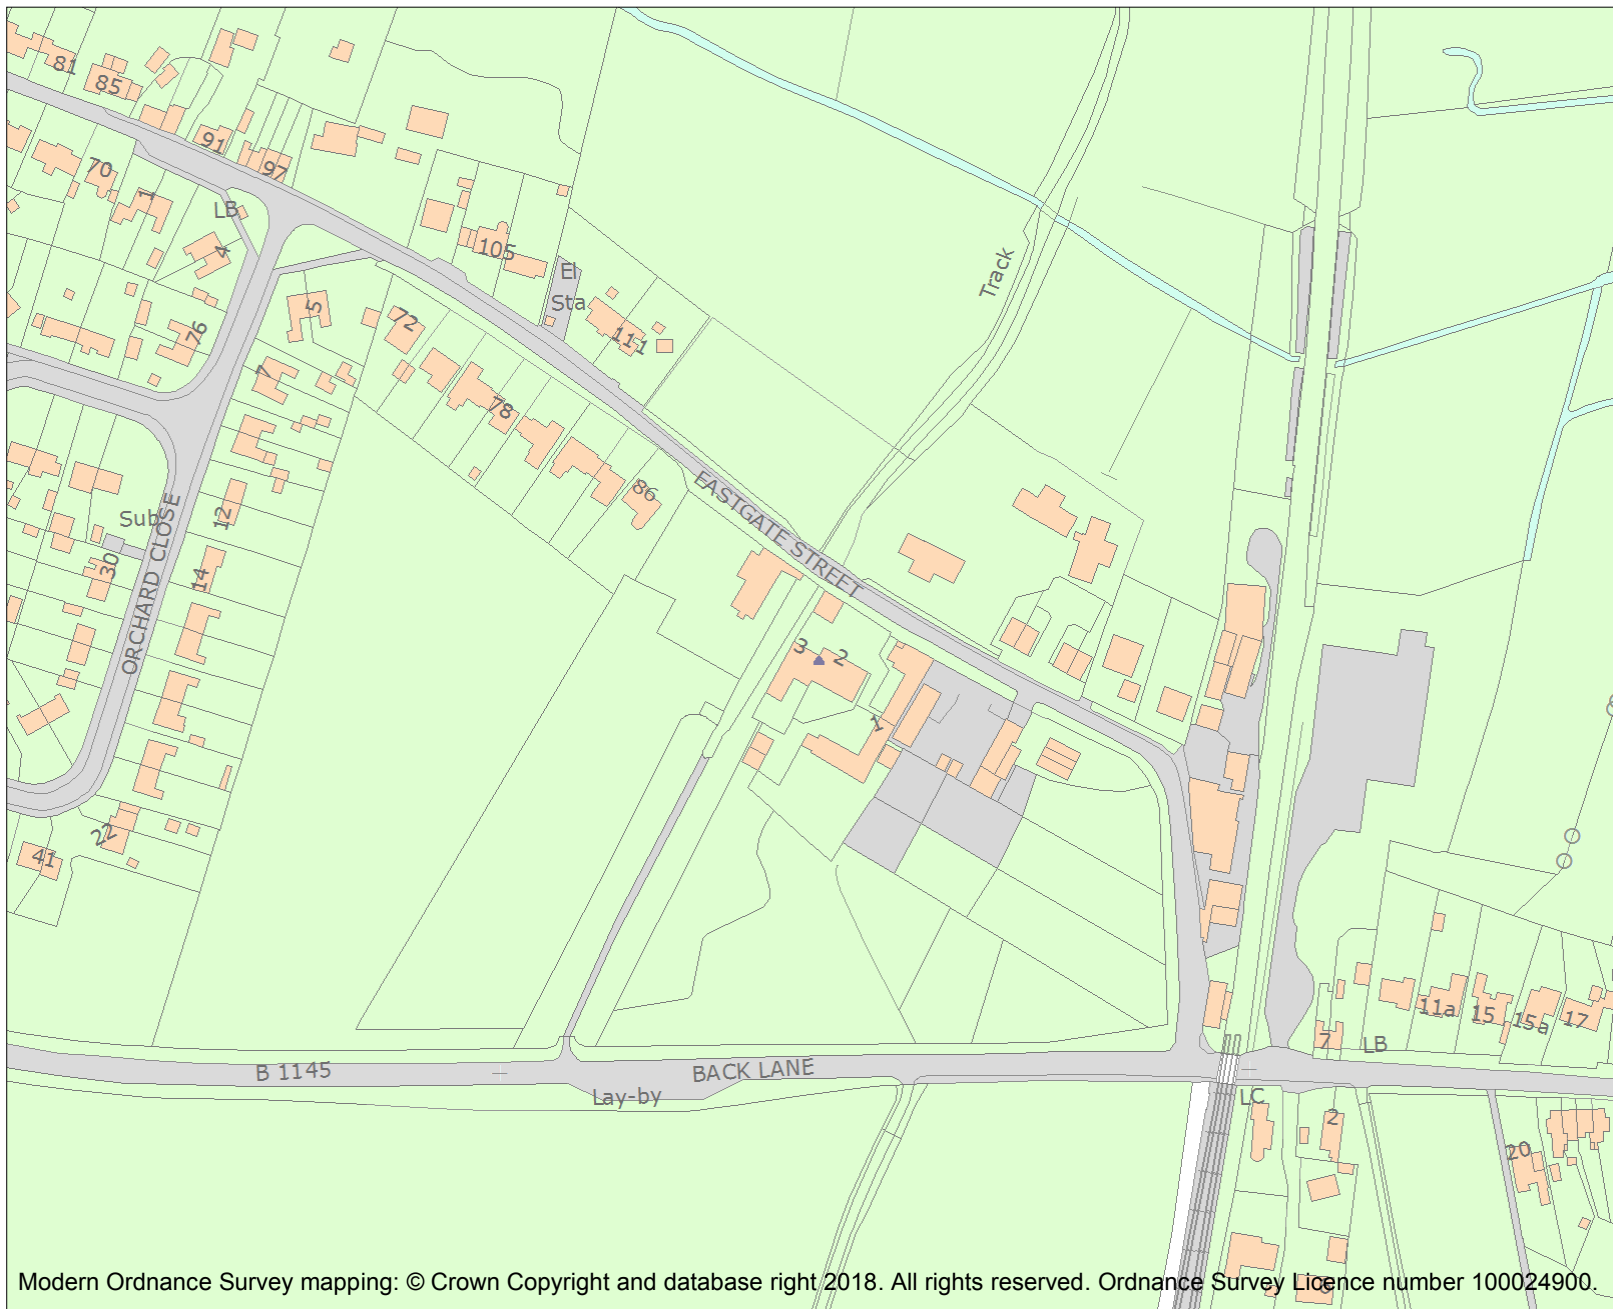 81
85
91
97
70
1
LB
4
105
El
Sta
Track
5
72
111
76
7
78
86
EASTGATE STREET
12
Sub
ORCHARD CLOSE
30
14
3
2
1
22
41
11a
15
15a
17
7
LB
B 1145
BACK LANE
Lay-by
LC
2
20
Modern Ordnance Survey mapping: © Crown Copyright and database right 2018. All rights reserved. Ordnance Survey Licence number 100024900.